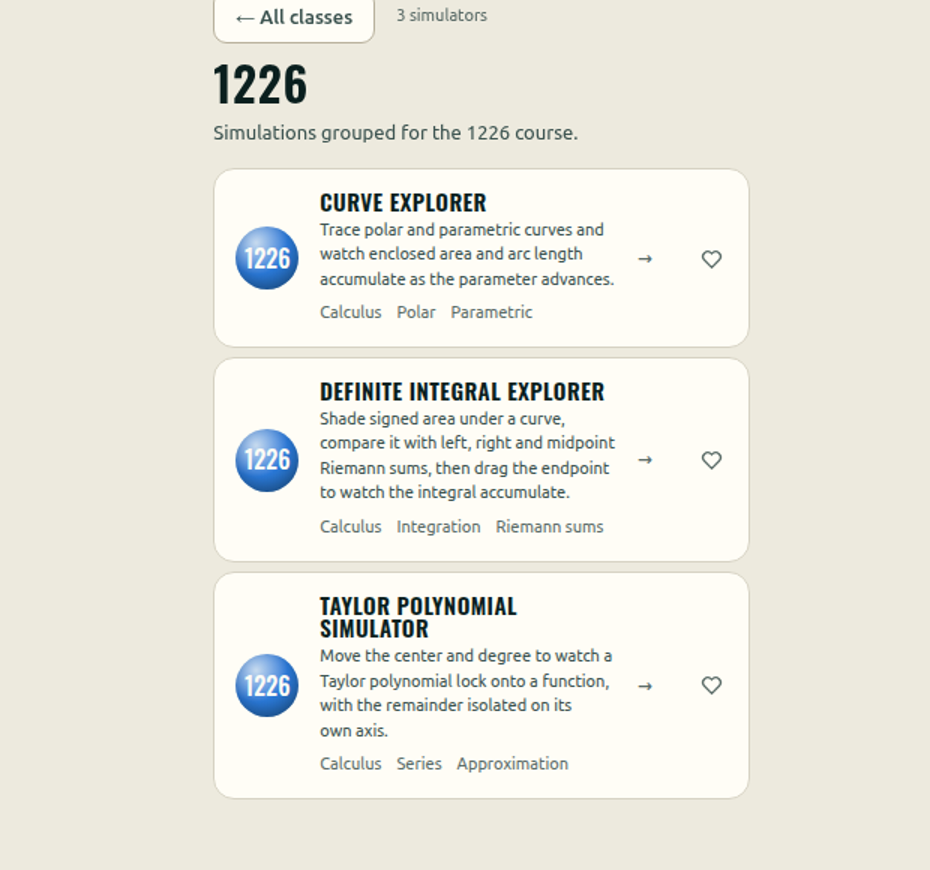 ← All classes
3 simulators
1226
Simulations grouped for the 1226 course.
CURVE EXPLORER
Trace polar and parametric curves and
watch enclosed area and arc length
accumulate as the parameter advances.
Calculus Polar Parametric
1226
→
DEFINITE INTEGRAL EXPLORER
Shade signed area under a curve,
compare it with left, right and midpoint
Riemann sums, then drag the endpoint
to watch the integral accumulate.
Calculus Integration Riemann sums
1226
→
TAYLOR POLYNOMIAL
SIMULATOR
Move the center and degree to watch a
Taylor polynomial lock onto a function,
with the remainder isolated on its
own axis.
Calculus Series Approximation
1226
→